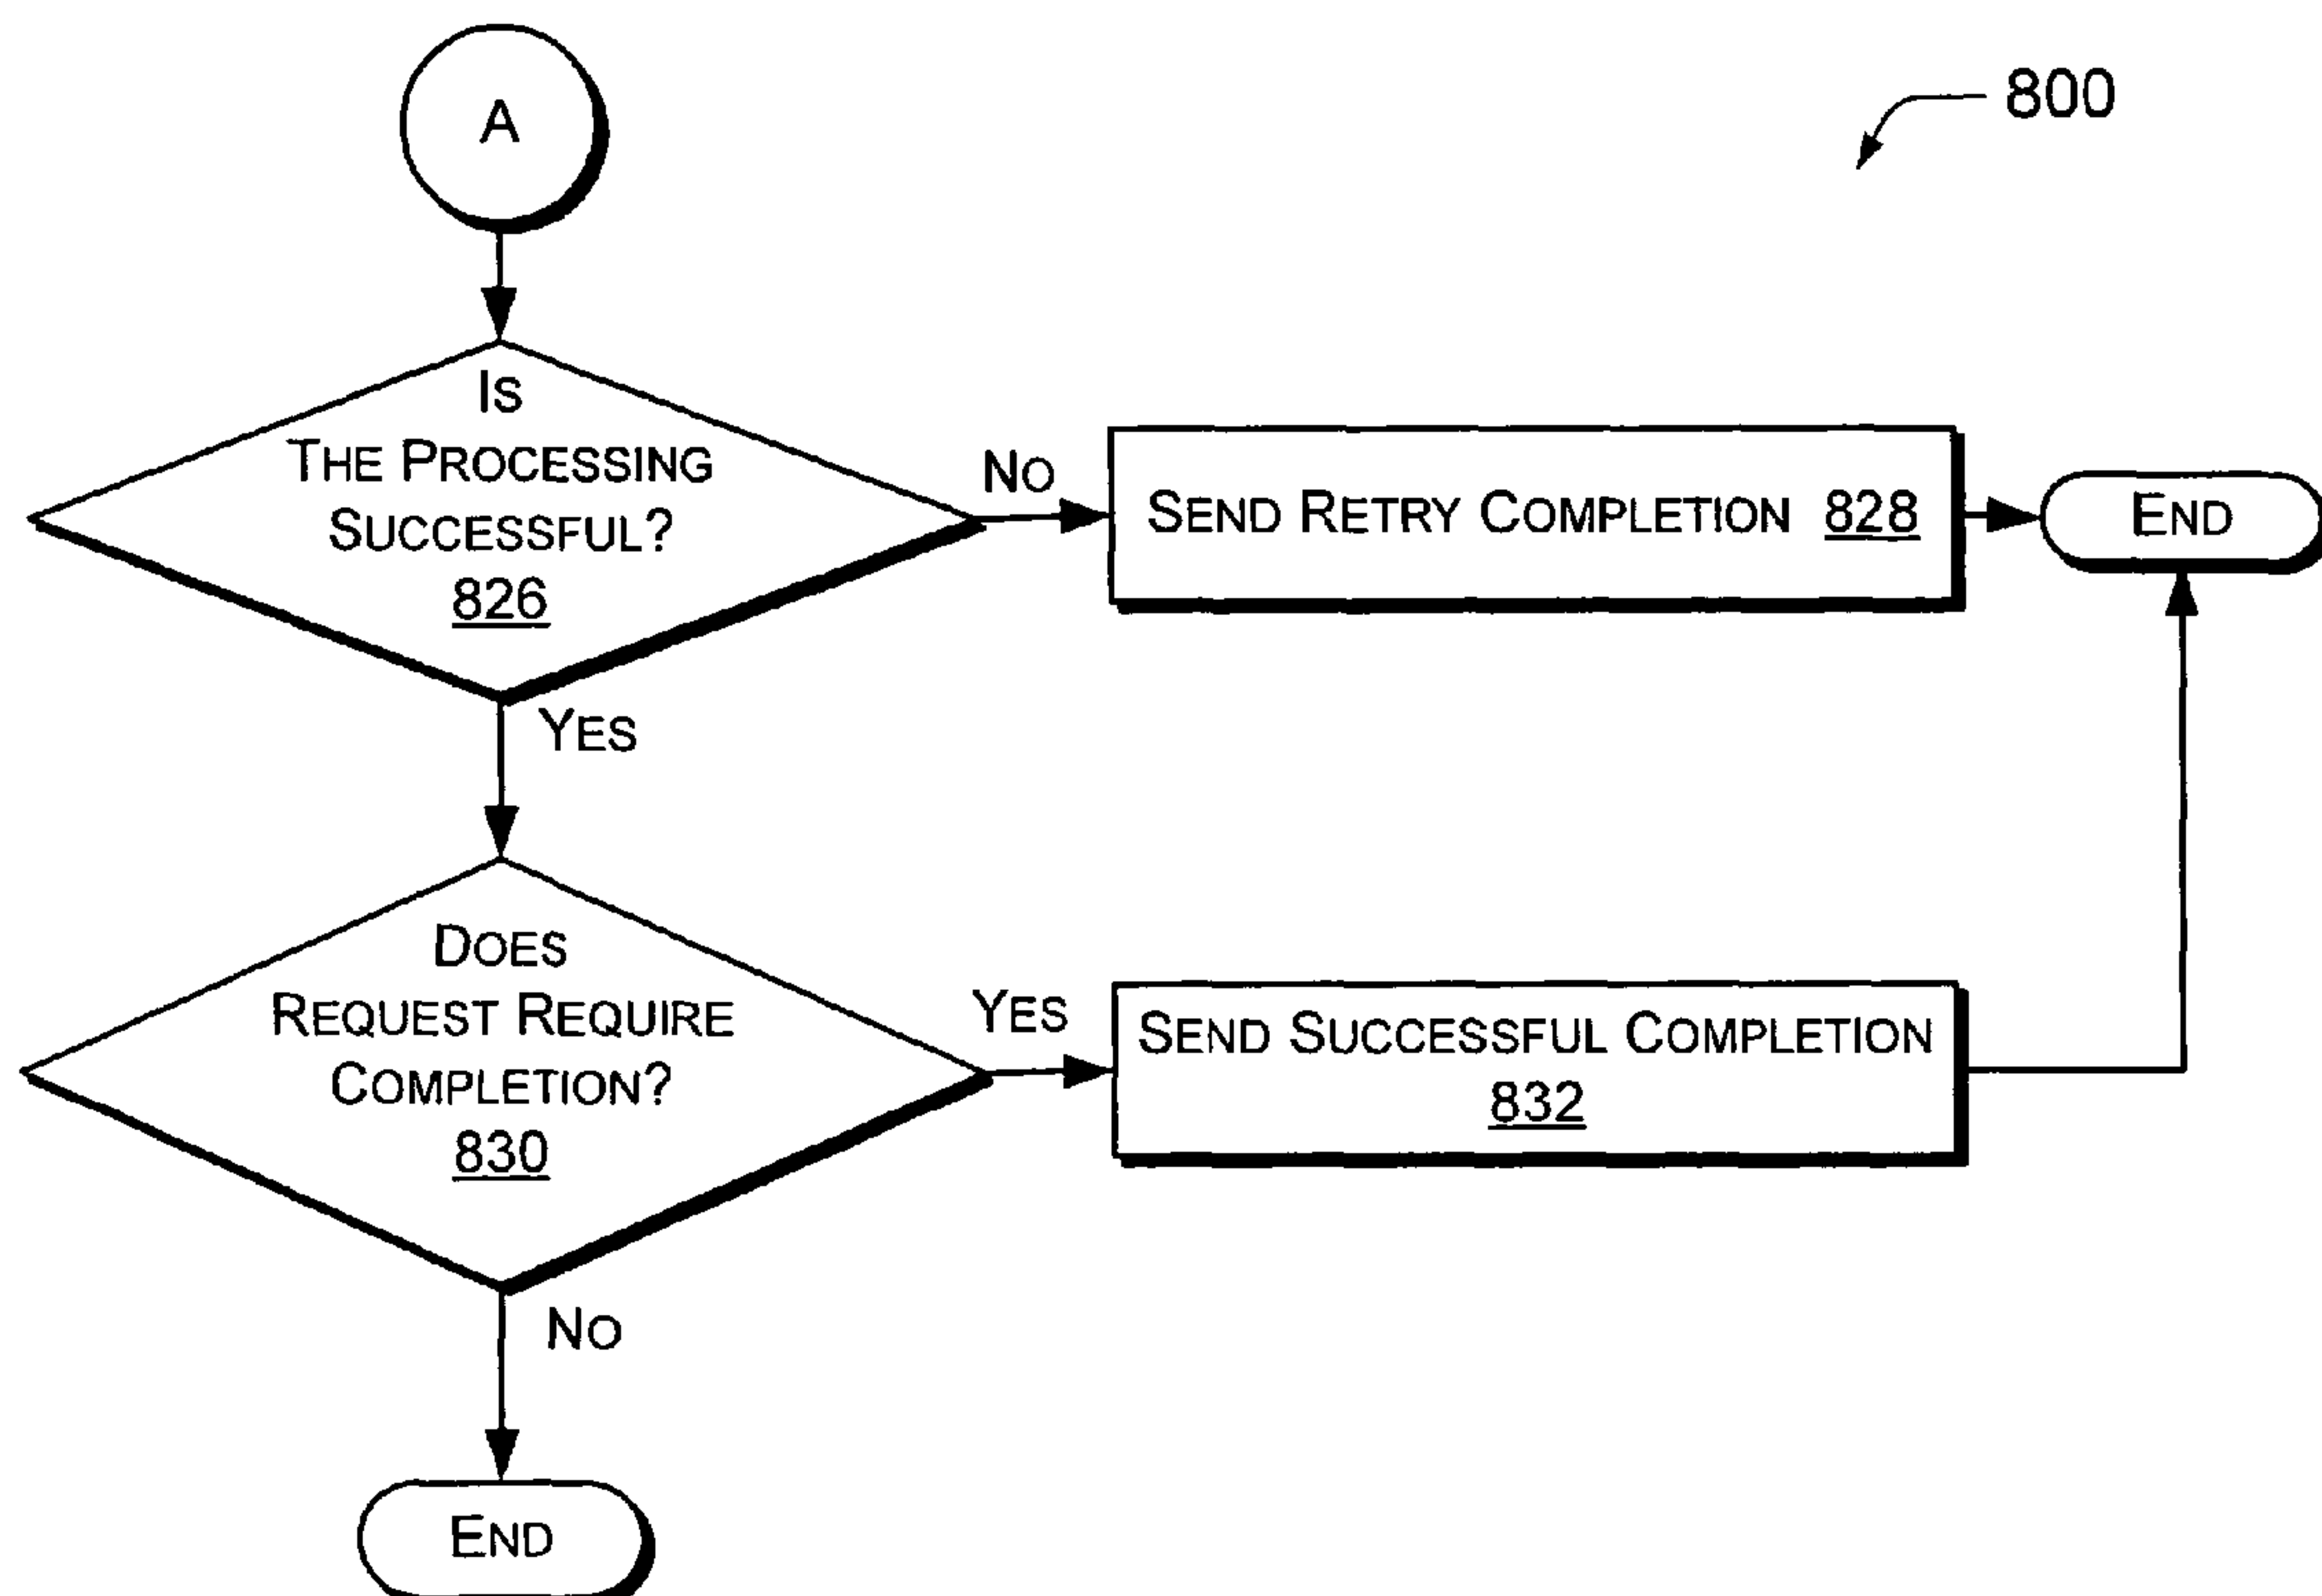 A
800
Is
The Processing
Successful?
826
No
Send Retry Completion 828
End
Yes
Does
Request Require
Completion?
830
Yes
Send Successful Completion
832
No
End